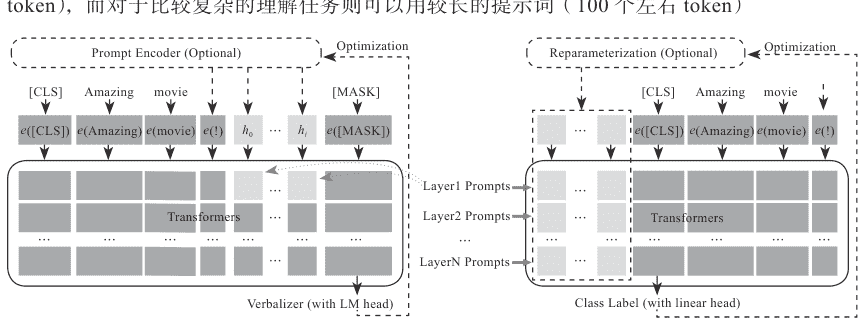 token），而对于比较复杂的理解任务则可以用较长的提示词（100 个左右 token）
Prompt Encoder (Optional)
Optimization
[CLS] Amazing movie [MASK]
e([CLS]) e(Amazing) e(movie) e(!) h0 ... hi e([MASK])
...
Transformers
...
... ... ... ... ...
...
Verbalizer (with LM head)
Layer1 Prompts
Layer2 Prompts
...
LayerN Prompts
Reparameterization (Optional)
Optimization
[CLS] Amazing movie
... e([CLS]) e(Amazing) e(movie) e(!)
...
... Transformers
... ... ... ... ...
...
Class Label (with linear head)